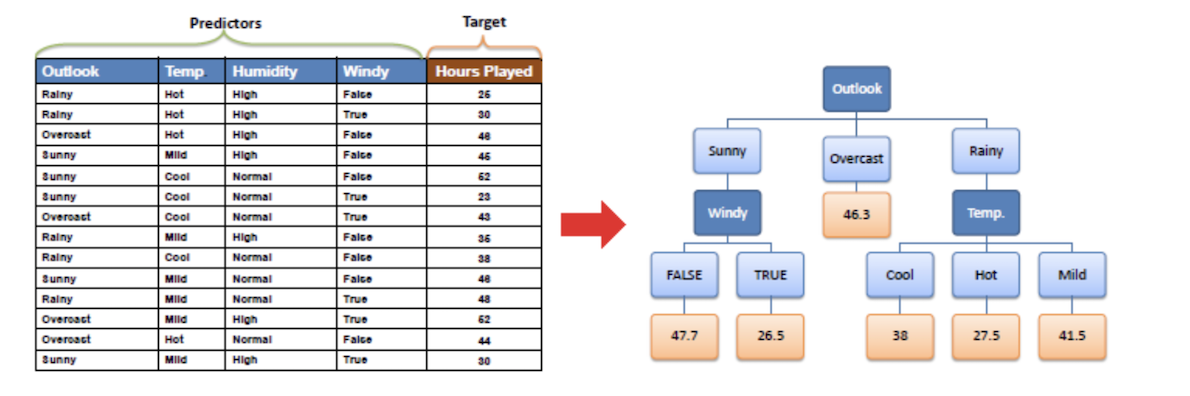 Predictors Target
Outlook Temp. Humidity Windy Hours Played
Rainy Hot High False 25
Rainy Hot High True 30
Overcast Hot High False 46
Sunny Mild High False 45
Sunny Cool Normal False 52
Sunny Cool Normal True 23
Overcast Cool Normal True 43
Rainy Mild High False 35
Rainy Cool Normal False 38
Sunny Mild Normal False 46
Rainy Mild Normal True 48
Overcast Mild High True 52
Overcast Hot Normal False 44
Sunny Mild High True 30
Outlook
Sunny Overcast Rainy
Windy 46.3 Temp.
FALSE TRUE Cool Hot Mild
47.7 26.5 38 27.5 41.5